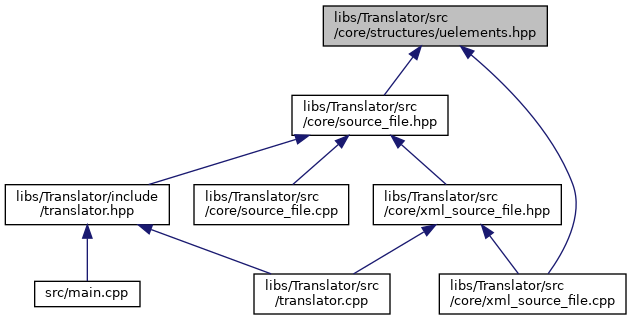 libs/Translator/src
/core/structures/uelements.hpp
libs/Translator/src
/core/source_file.hpp
libs/Translator/include
/translator.hpp
libs/Translator/src
/core/source_file.cpp
libs/Translator/src
/core/xml_source_file.hpp
src/main.cpp
libs/Translator/src
/translator.cpp
libs/Translator/src
/core/xml_source_file.cpp